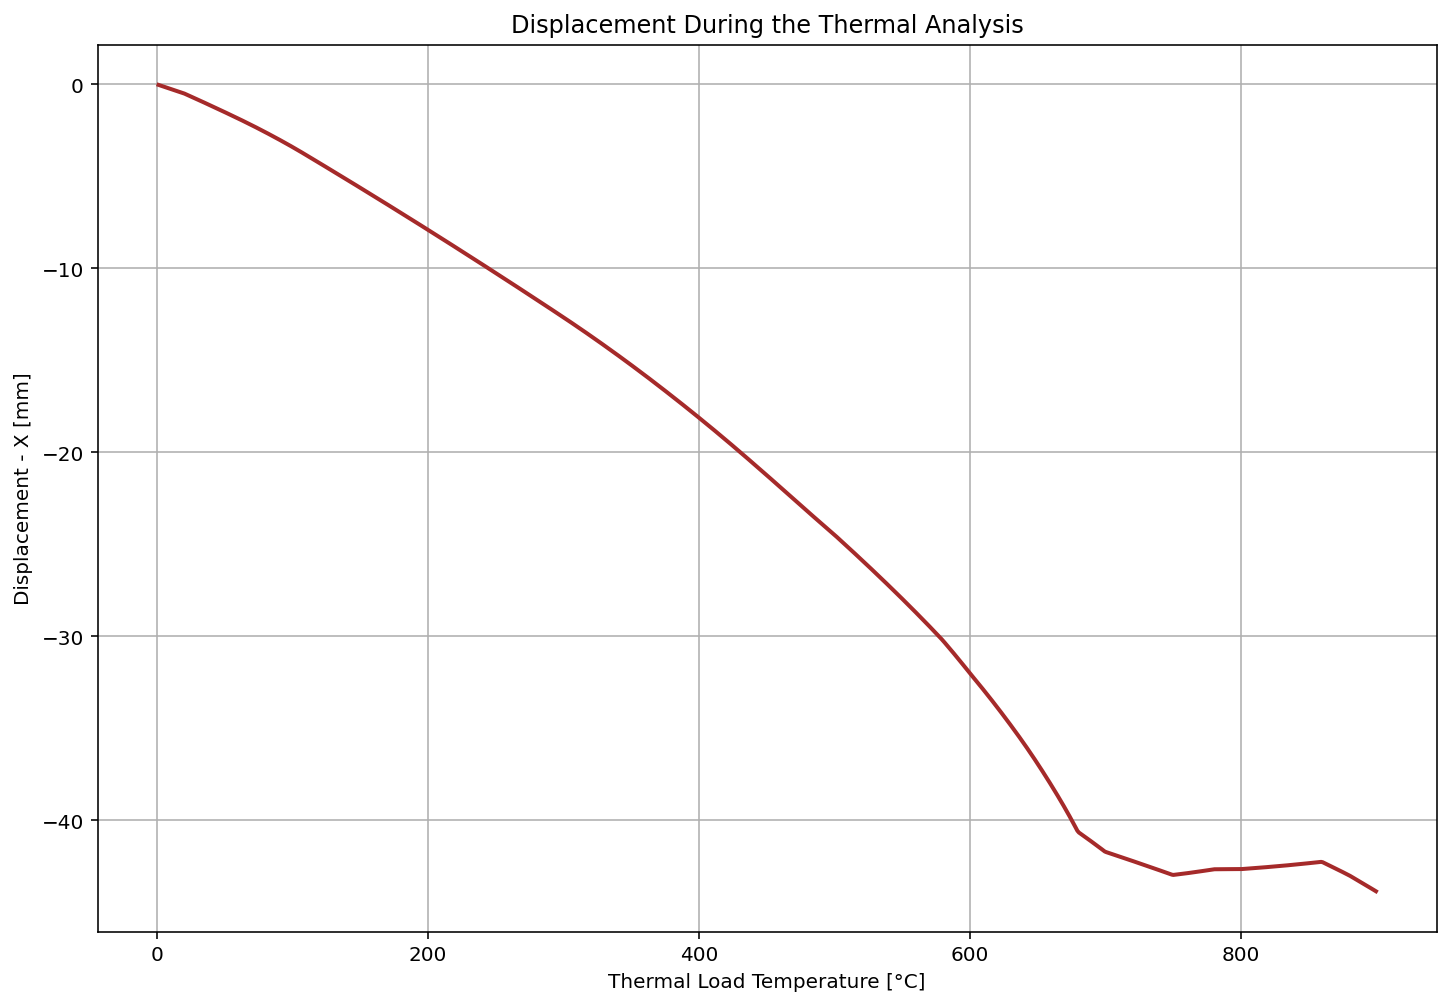 Displacement During the Thermal Analysis
0
−10
−20
−30
−40
Displacement - X [mm]
0 200 400 600 800
Thermal Load Temperature [°C]